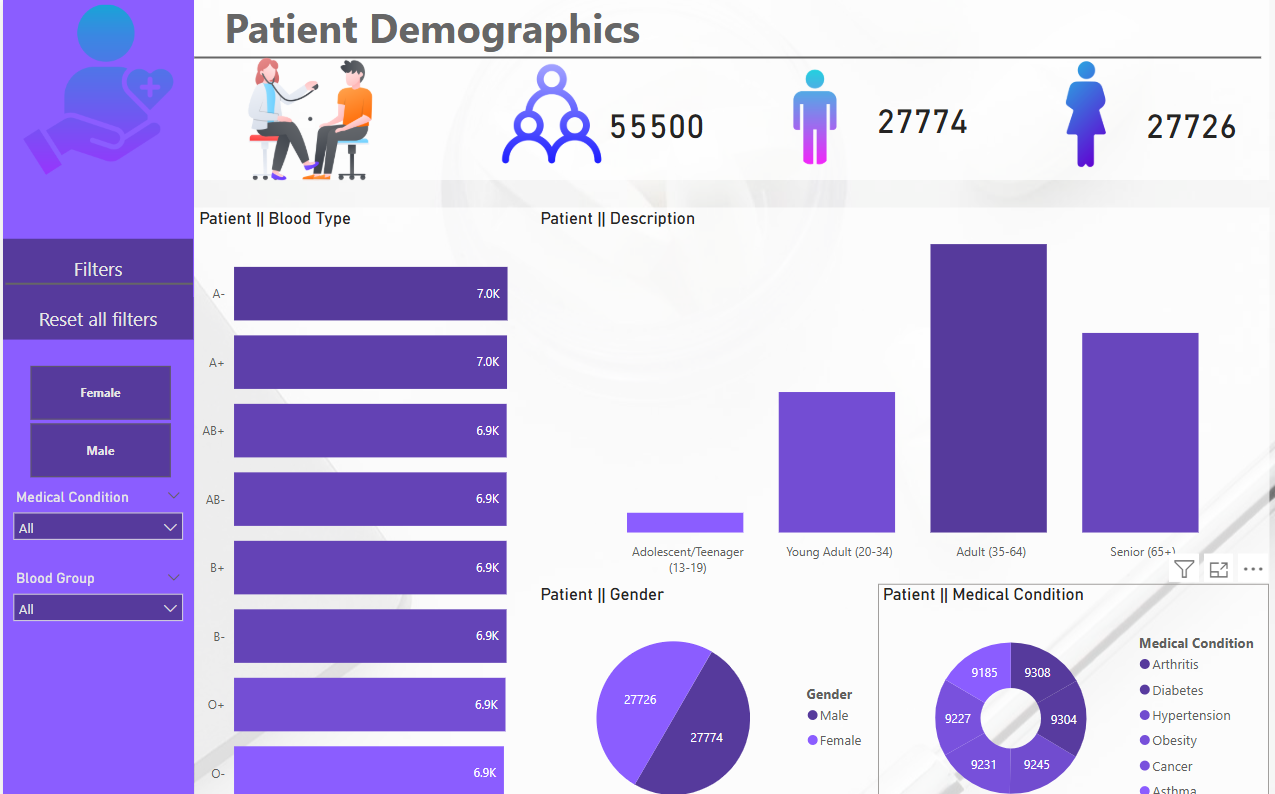 Patient Demographics
55500
27774
27726
Filters
Reset all filters
Female
Male
Medical Condition
All
Blood Group
All
Patient || Blood Type
A-
7.0K
A+
7.0K
AB+
6.9K
AB-
6.9K
B+
6.9K
B-
6.9K
O+
6.9K
O-
6.9K
Patient || Description
Adolescent/Teenager
(13-19)
Young Adult (20-34)
Adult (35-64)
Senior (65+)
Patient || Gender
27726
27774
Gender
Male
Female
Patient || Medical Condition
9185
9308
9227
9304
9231
9245
Medical Condition
Arthritis
Diabetes
Hypertension
Obesity
Cancer
Asthma